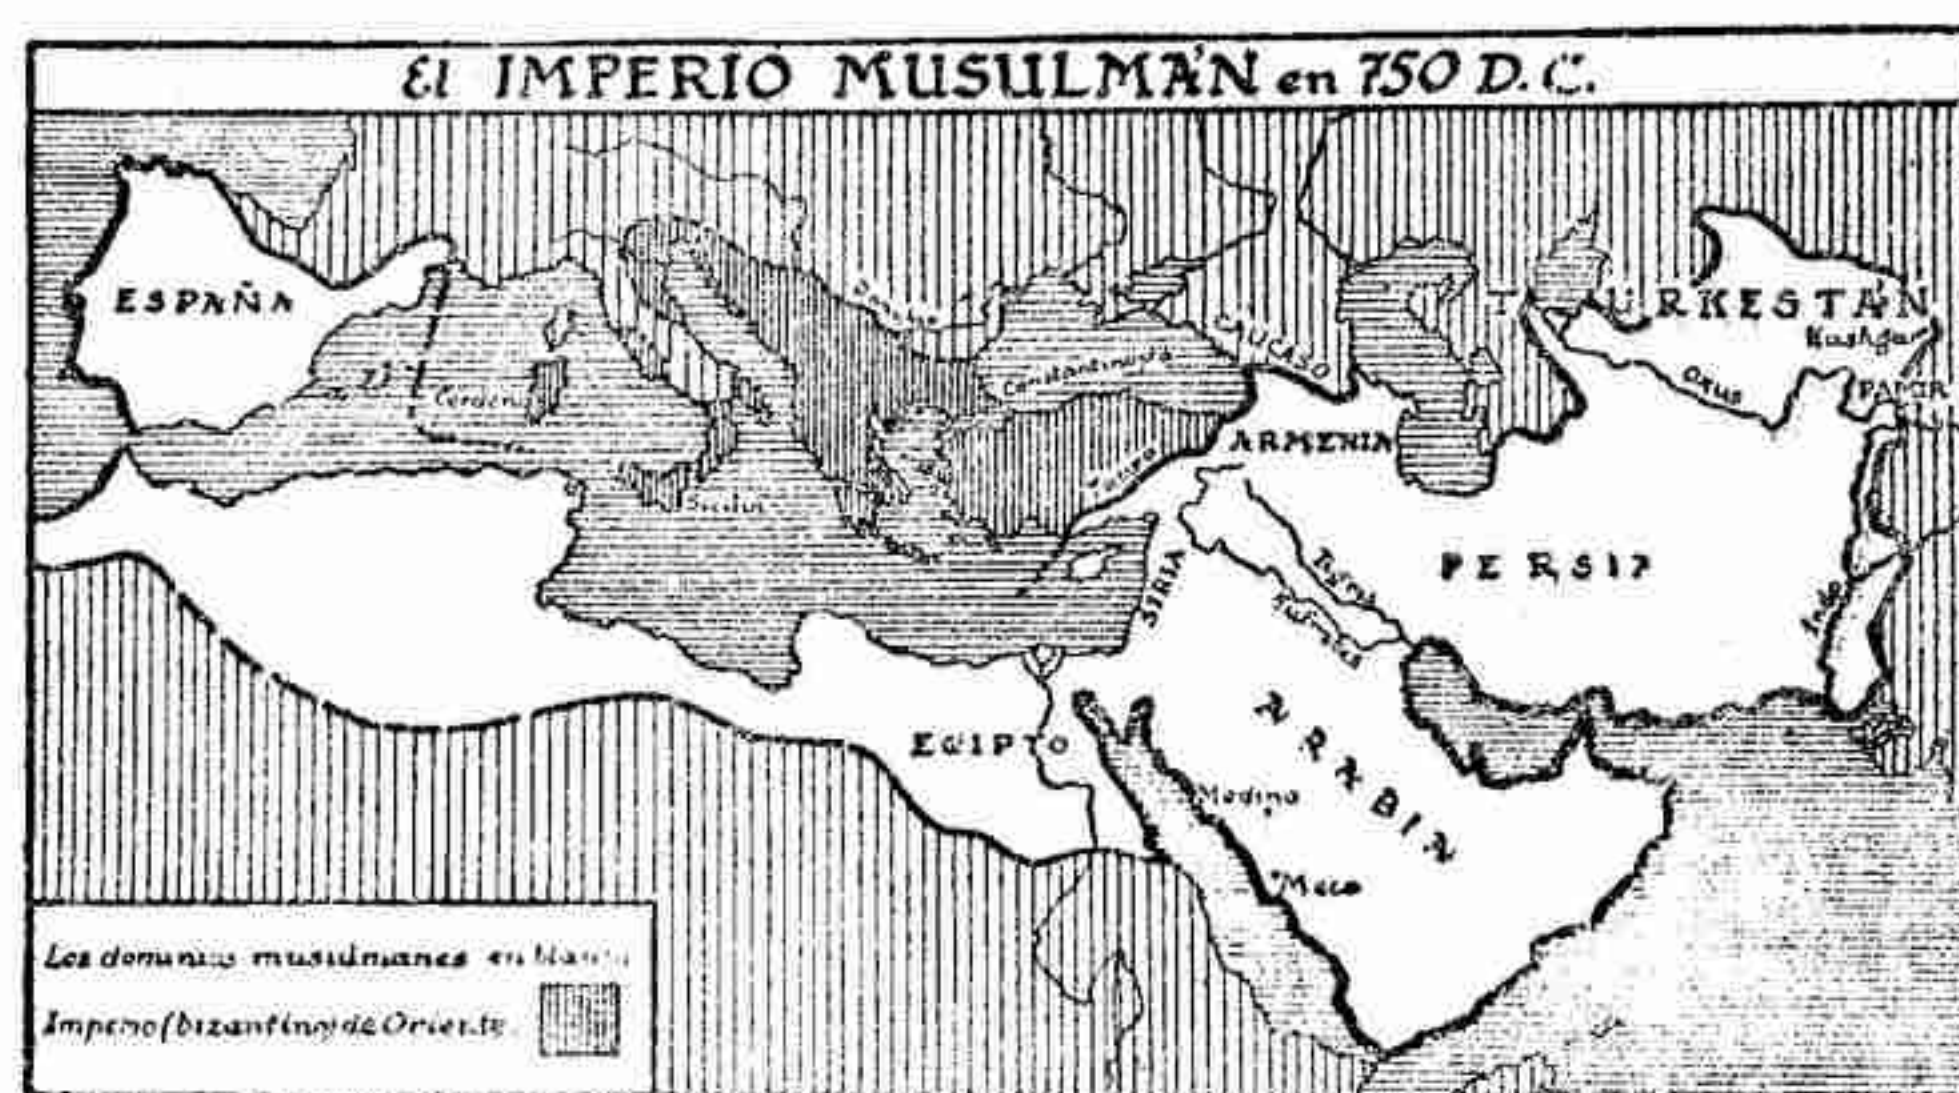 El IMPERIO MUSULMÁN en 750 D.C.
ESPAÑA
TURKESTÁN
Kashgar
CAUCASO
Constantinopla
Oxus
PAMIR
ARMENIA
Sicilia
PERSIA
SIRIA
Tigris
Eufrates
Indo
EGIPTO
ARABIA
Medina
Meca
Los dominios musulmanes en blanco
Imperio (bizantino) de Oriente